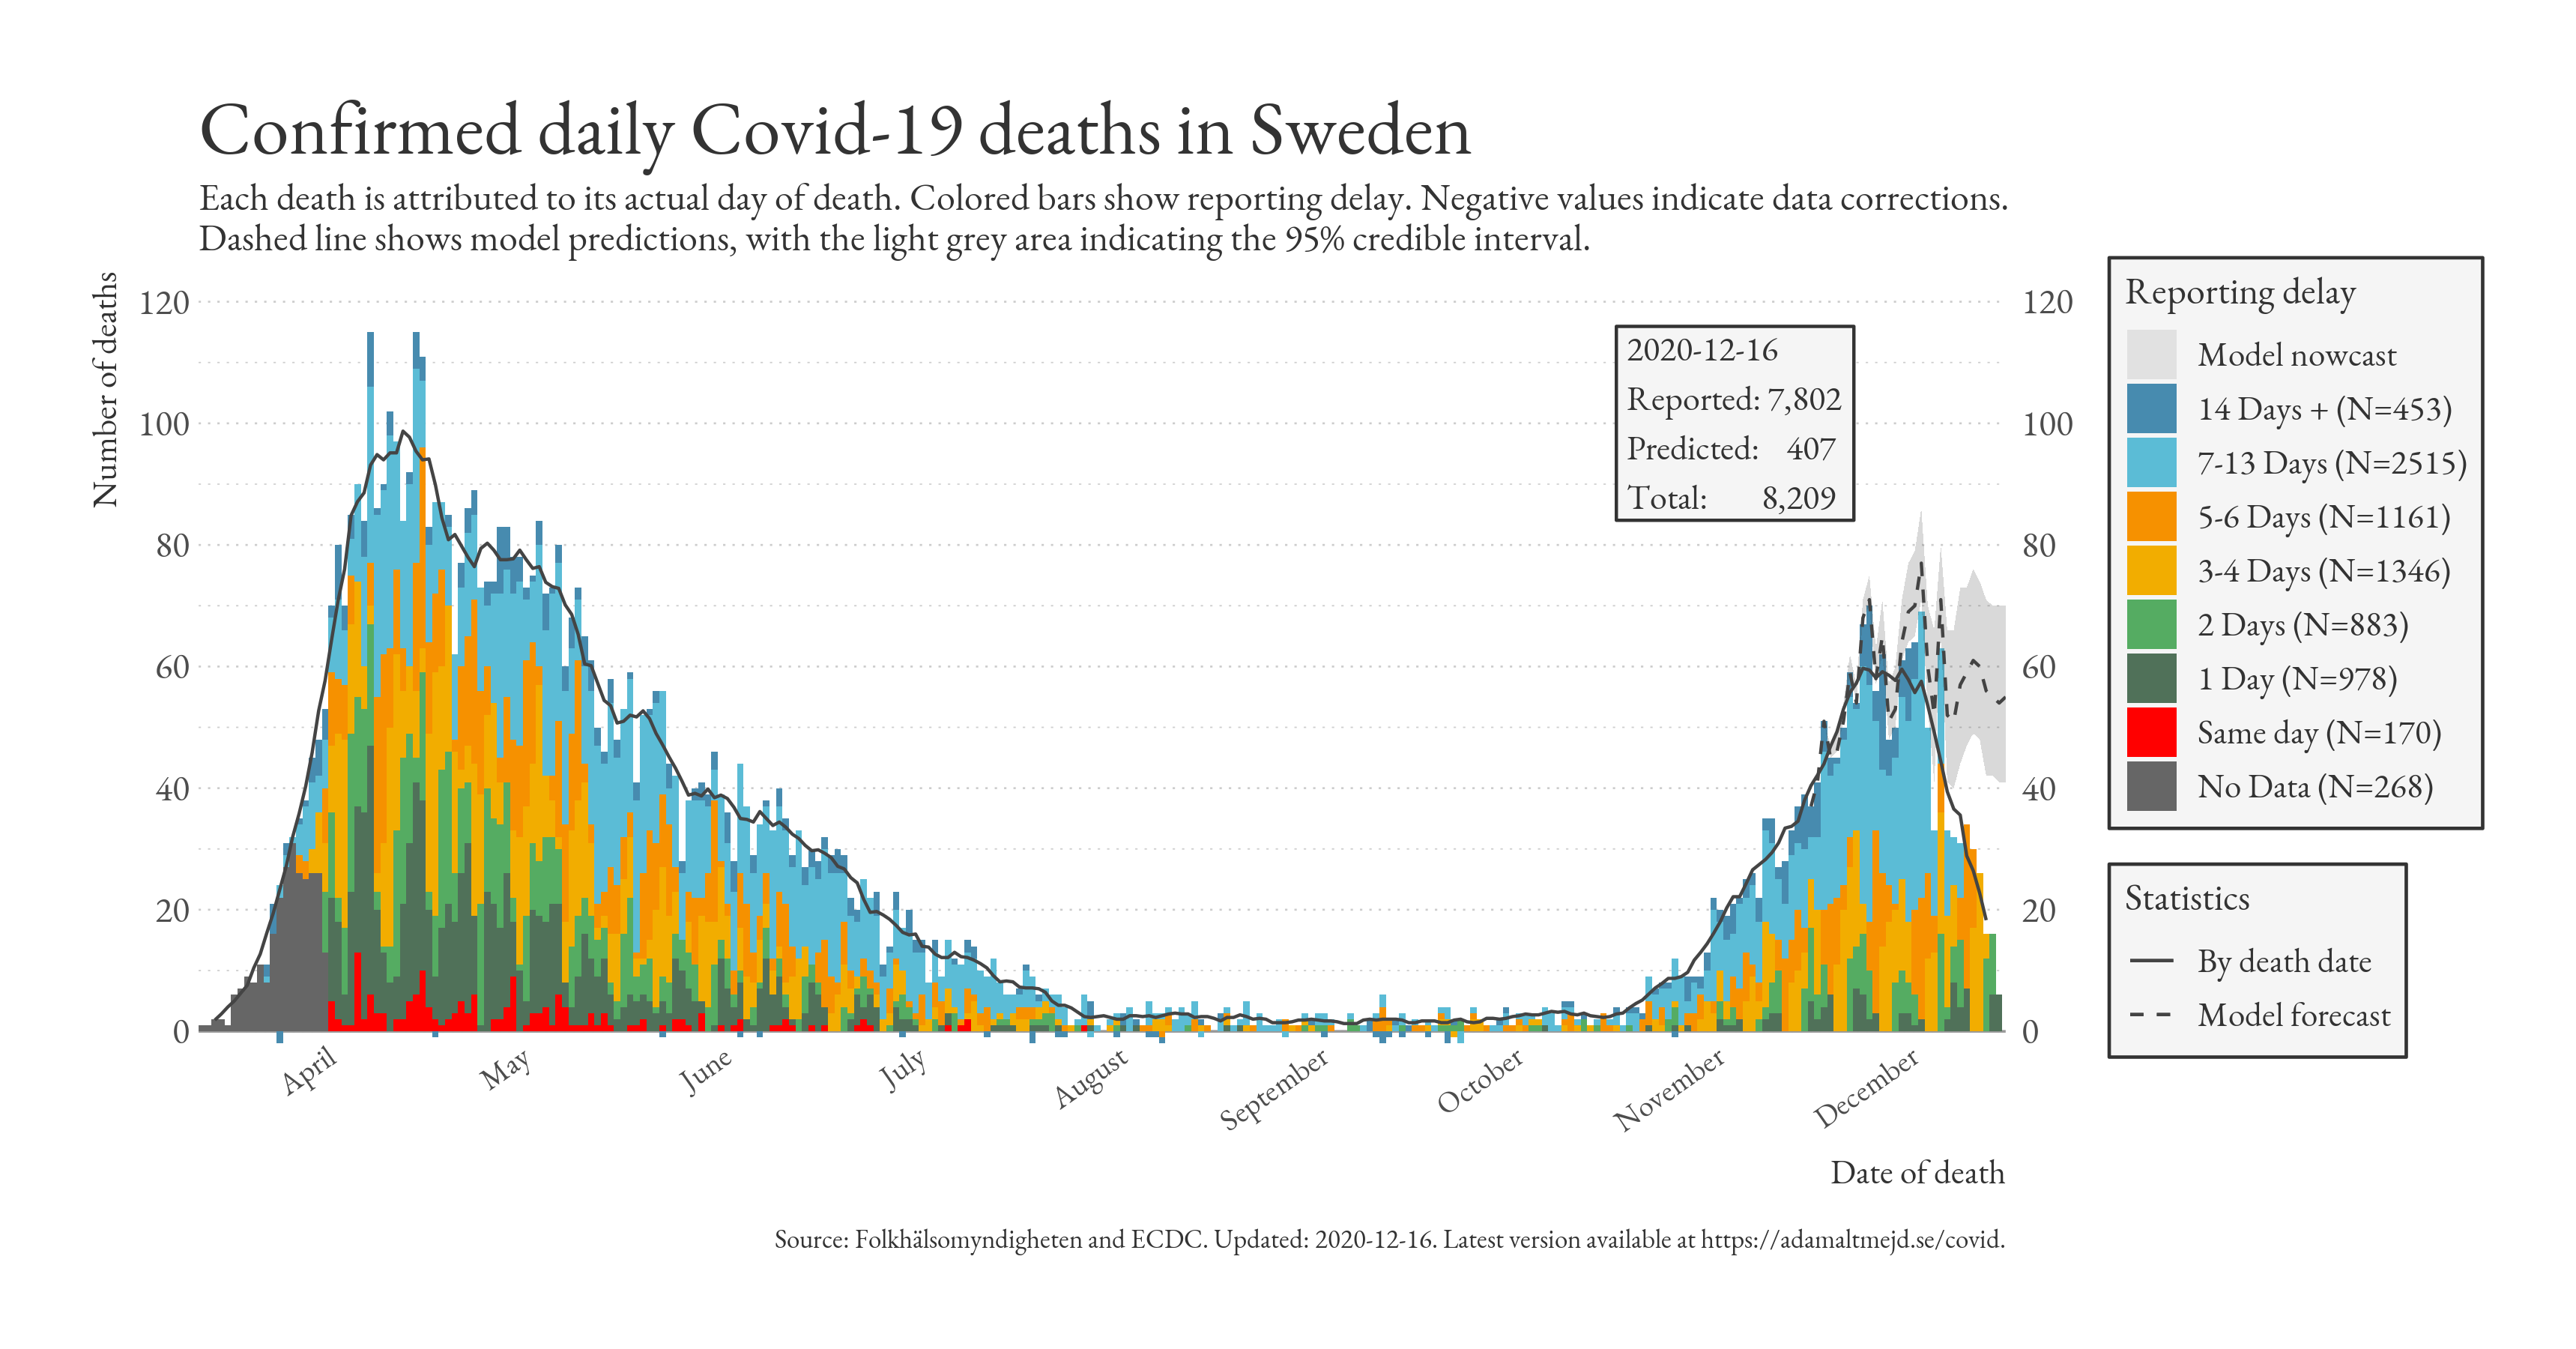 Confirmed daily Covid-19 deaths in Sweden
Each death is attributed to its actual day of death. Colored bars show reporting delay. Negative values indicate data corrections.
Dashed line shows model predictions, with the light grey area indicating the 95% credible interval.
Number of deaths
120
100
80
60
40
20
0
2020-12-16
Reported: 7,802
Predicted: 407
Total: 8,209
120
100
80
60
40
20
0
April
May
June
July
August
September
October
November
December
Date of death
Reporting delay
Model nowcast
14 Days + (N=453)
7-13 Days (N=2515)
5-6 Days (N=1161)
3-4 Days (N=1346)
2 Days (N=883)
1 Day (N=978)
Same day (N=170)
No Data (N=268)
Statistics
By death date
Model forecast
Source: Folkhälsomyndigheten and ECDC. Updated: 2020-12-16. Latest version available at https://adamaltmejd.se/covid.